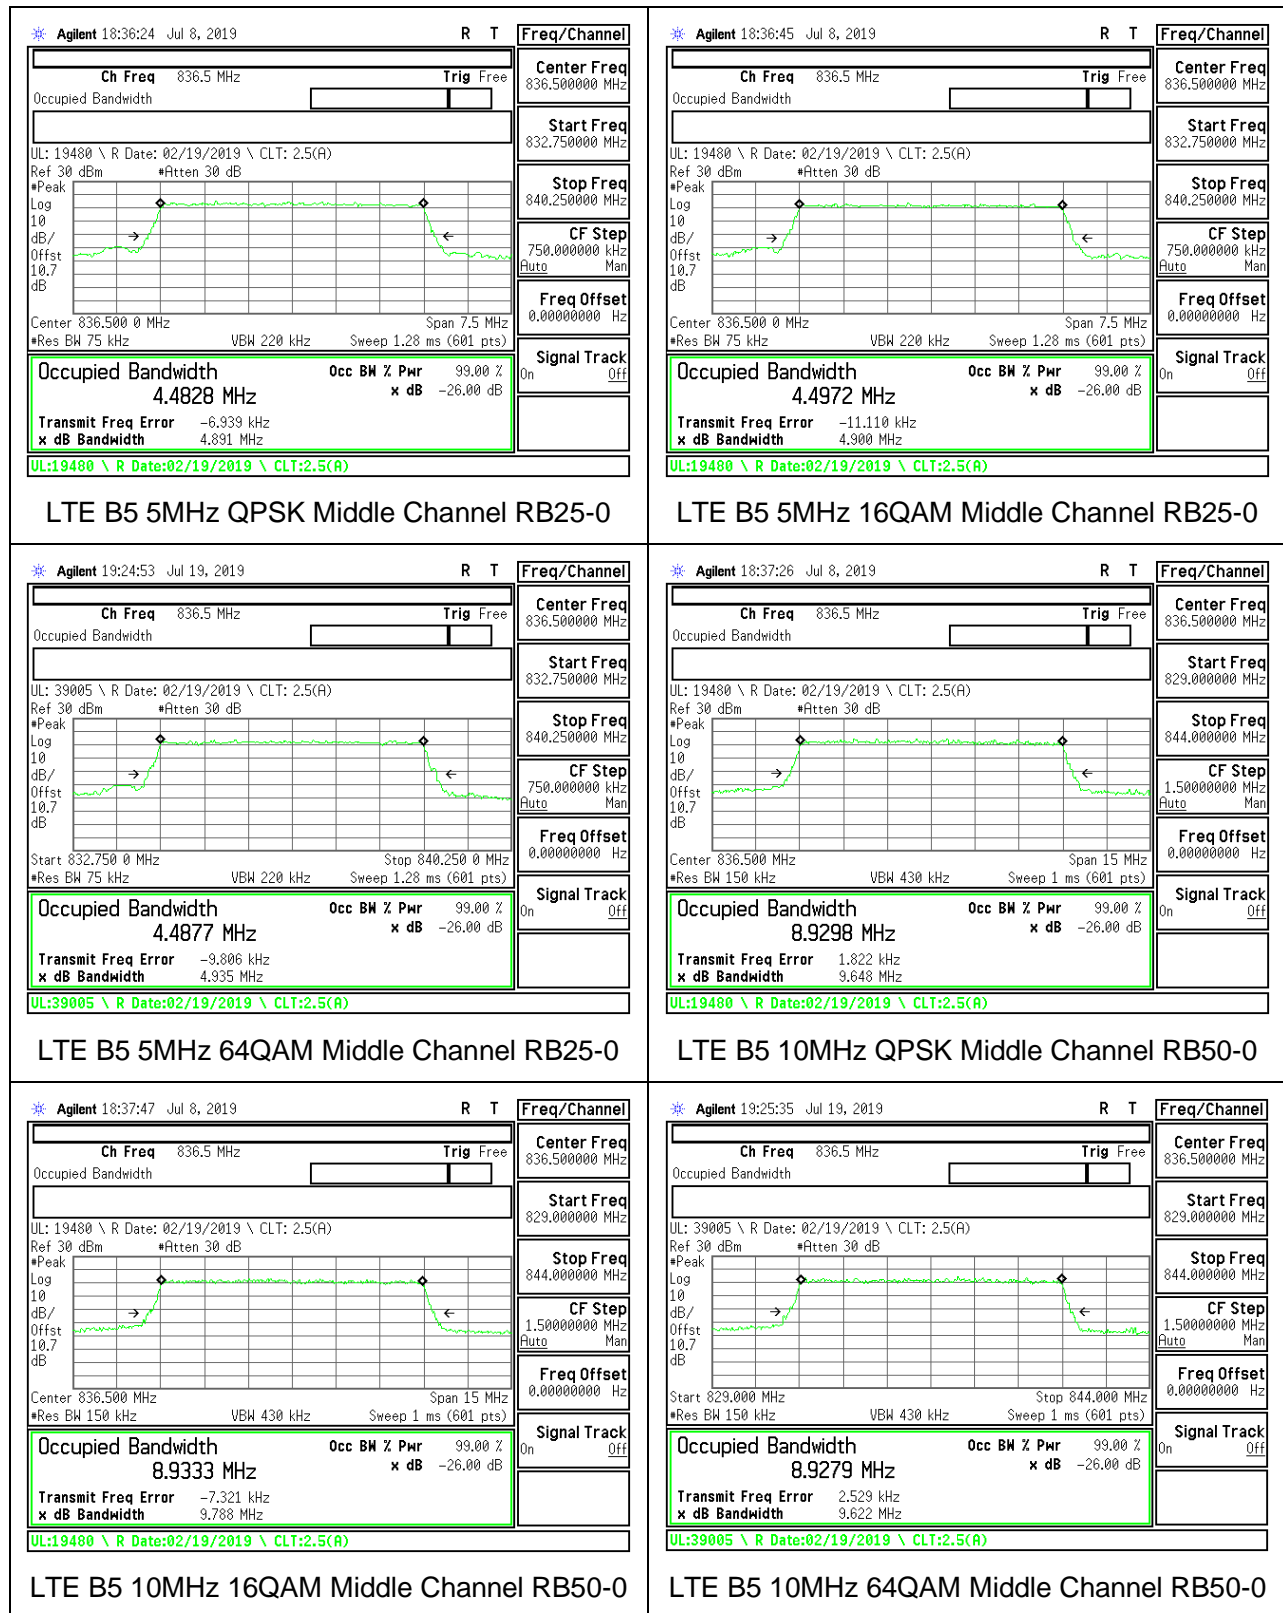 Agilent 18:36:24 Jul 8, 2019 R T Freq/Channel
Ch Freq 836.5 MHz Trig Free
Occupied Bandwidth
Center Freq
836.500000 MHz
Start Freq
832.750000 MHz
UL: 19480 \ R Date: 02/19/2019 \ CLT: 2.5(A)
Ref 30 dBm #Atten 30 dB
#Peak
Log
10
dB/
Offst
10.7
dB
Stop Freq
840.250000 MHz
CF Step
750.000000 kHz
Auto Man
Freq Offset
0.00000000 Hz
Center 836.500 0 MHz Span 7.5 MHz
#Res BW 75 kHz VBW 220 kHz Sweep 1.28 ms (601 pts)
Signal Track
On Off
Occupied Bandwidth Occ BW % Pwr 99.00 %
4.4828 MHz x dB -26.00 dB
Transmit Freq Error -6.939 kHz
x dB Bandwidth 4.891 MHz
UL:19480 \ R Date:02/19/2019 \ CLT:2.5(A)
LTE B5 5MHz QPSK Middle Channel RB25-0
Agilent 18:36:45 Jul 8, 2019 R T Freq/Channel
Ch Freq 836.5 MHz Trig Free
Occupied Bandwidth
Center Freq
836.500000 MHz
Start Freq
832.750000 MHz
UL: 19480 \ R Date: 02/19/2019 \ CLT: 2.5(A)
Ref 30 dBm #Atten 30 dB
#Peak
Log
10
dB/
Offst
10.7
dB
Stop Freq
840.250000 MHz
CF Step
750.000000 kHz
Auto Man
Freq Offset
0.00000000 Hz
Center 836.500 0 MHz Span 7.5 MHz
#Res BW 75 kHz VBW 220 kHz Sweep 1.28 ms (601 pts)
Signal Track
On Off
Occupied Bandwidth Occ BW % Pwr 99.00 %
4.4972 MHz x dB -26.00 dB
Transmit Freq Error -11.110 kHz
x dB Bandwidth 4.900 MHz
UL:19480 \ R Date:02/19/2019 \ CLT:2.5(A)
LTE B5 5MHz 16QAM Middle Channel RB25-0
Agilent 19:24:53 Jul 19, 2019 R T Freq/Channel
Ch Freq 836.5 MHz Trig Free
Occupied Bandwidth
Center Freq
836.500000 MHz
Start Freq
832.750000 MHz
UL: 39005 \ R Date: 02/19/2019 \ CLT: 2.5(A)
Ref 30 dBm #Atten 30 dB
#Peak
Log
10
dB/
Offst
10.7
dB
Stop Freq
840.250000 MHz
CF Step
750.000000 kHz
Auto Man
Freq Offset
0.00000000 Hz
Start 832.750 0 MHz Stop 840.250 0 MHz
#Res BW 75 kHz VBW 220 kHz Sweep 1.28 ms (601 pts)
Signal Track
On Off
Occupied Bandwidth Occ BW % Pwr 99.00 %
4.4877 MHz x dB -26.00 dB
Transmit Freq Error -9.806 kHz
x dB Bandwidth 4.935 MHz
UL:39005 \ R Date:02/19/2019 \ CLT:2.5(A)
LTE B5 5MHz 64QAM Middle Channel RB25-0
Agilent 18:37:26 Jul 8, 2019 R T Freq/Channel
Ch Freq 836.5 MHz Trig Free
Occupied Bandwidth
Center Freq
836.500000 MHz
Start Freq
829.000000 MHz
UL: 19480 \ R Date: 02/19/2019 \ CLT: 2.5(A)
Ref 30 dBm #Atten 30 dB
#Peak
Log
10
dB/
Offst
10.7
dB
Stop Freq
844.000000 MHz
CF Step
1.50000000 MHz
Auto Man
Freq Offset
0.00000000 Hz
Center 836.500 MHz Span 15 MHz
#Res BW 150 kHz VBW 430 kHz Sweep 1 ms (601 pts)
Signal Track
On Off
Occupied Bandwidth Occ BW % Pwr 99.00 %
8.9298 MHz x dB -26.00 dB
Transmit Freq Error 1.822 kHz
x dB Bandwidth 9.648 MHz
UL:19480 \ R Date:02/19/2019 \ CLT:2.5(A)
LTE B5 10MHz QPSK Middle Channel RB50-0
Agilent 18:37:47 Jul 8, 2019 R T Freq/Channel
Ch Freq 836.5 MHz Trig Free
Occupied Bandwidth
Center Freq
836.500000 MHz
Start Freq
829.000000 MHz
UL: 19480 \ R Date: 02/19/2019 \ CLT: 2.5(A)
Ref 30 dBm #Atten 30 dB
#Peak
Log
10
dB/
Offst
10.7
dB
Stop Freq
844.000000 MHz
CF Step
1.50000000 MHz
Auto Man
Freq Offset
0.00000000 Hz
Center 836.500 MHz Span 15 MHz
#Res BW 150 kHz VBW 430 kHz Sweep 1 ms (601 pts)
Signal Track
On Off
Occupied Bandwidth Occ BW % Pwr 99.00 %
8.9333 MHz x dB -26.00 dB
Transmit Freq Error -7.321 kHz
x dB Bandwidth 9.788 MHz
UL:19480 \ R Date:02/19/2019 \ CLT:2.5(A)
LTE B5 10MHz 16QAM Middle Channel RB50-0
Agilent 19:25:35 Jul 19, 2019 R T Freq/Channel
Ch Freq 836.5 MHz Trig Free
Occupied Bandwidth
Center Freq
836.500000 MHz
Start Freq
829.000000 MHz
UL: 39005 \ R Date: 02/19/2019 \ CLT: 2.5(A)
Ref 30 dBm #Atten 30 dB
#Peak
Log
10
dB/
Offst
10.7
dB
Stop Freq
844.000000 MHz
CF Step
1.50000000 MHz
Auto Man
Freq Offset
0.00000000 Hz
Start 829.000 MHz Stop 844.000 MHz
#Res BW 150 kHz VBW 430 kHz Sweep 1 ms (601 pts)
Signal Track
On Off
Occupied Bandwidth Occ BW % Pwr 99.00 %
8.9279 MHz x dB -26.00 dB
Transmit Freq Error 2.529 kHz
x dB Bandwidth 9.622 MHz
UL:39005 \ R Date:02/19/2019 \ CLT:2.5(A)
LTE B5 10MHz 64QAM Middle Channel RB50-0